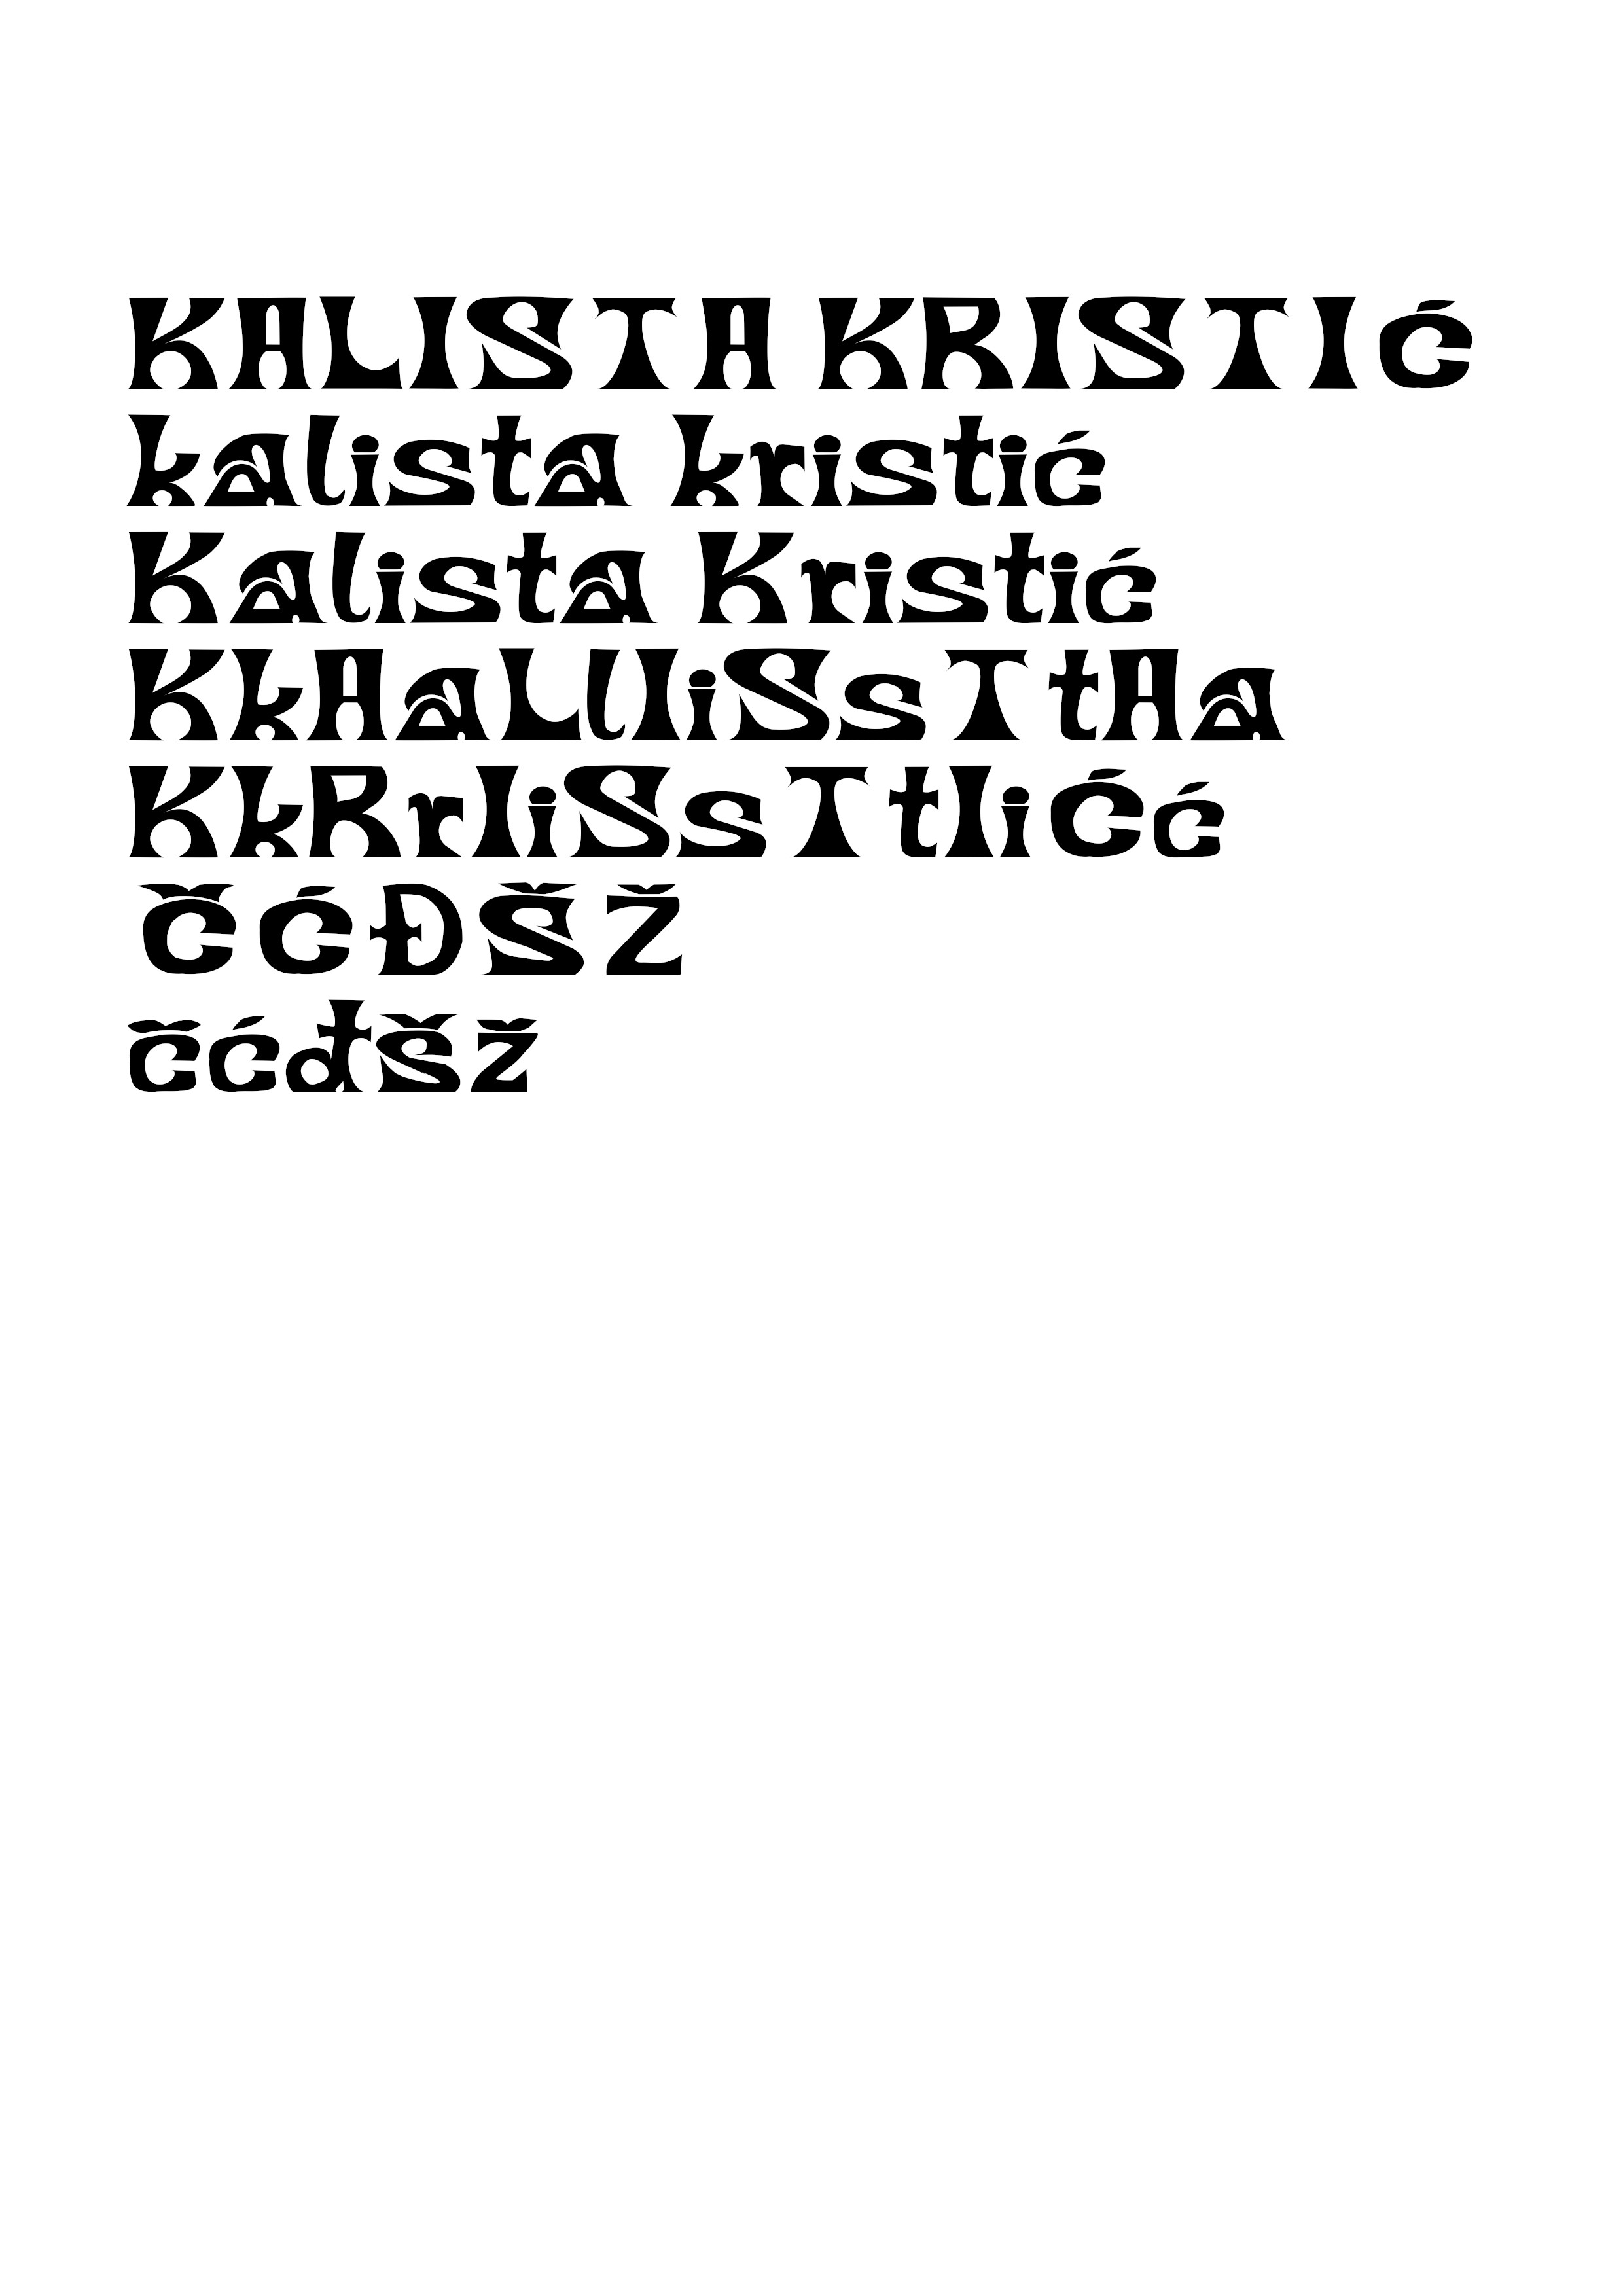 KALISTA KRISTIĆ
kalista kristić
Kalista Kristić
KkAaLlIiSsTtAa
KkRrIiSsTtIiĆć
ČĆĐŠŽ
čćđšž